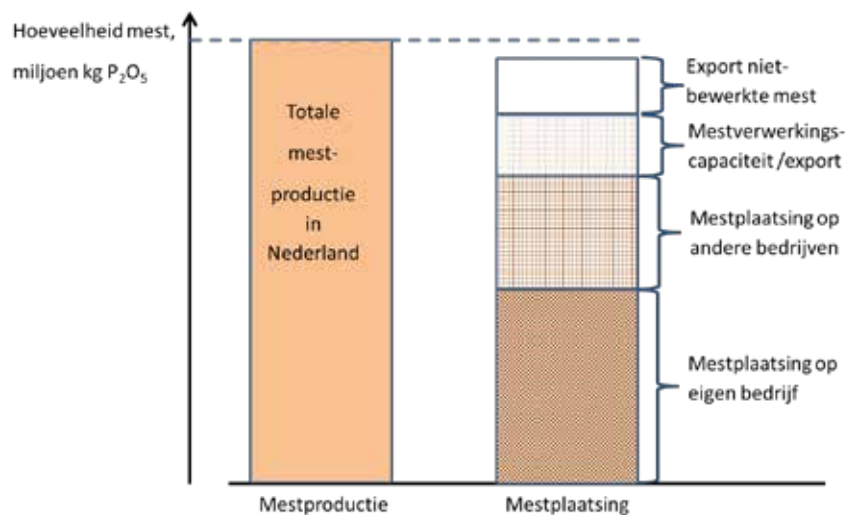 Hoeveelheid mest,
miljoen kg P₂O₅
Totale
mest-
productie
in
Nederland
Export niet-
bewerkte mest
Mestverwerkings-
capaciteit /export
Mestplaatsing op
andere bedrijven
Mestplaatsing op
eigen bedrijf
Mestproductie
Mestplaatsing